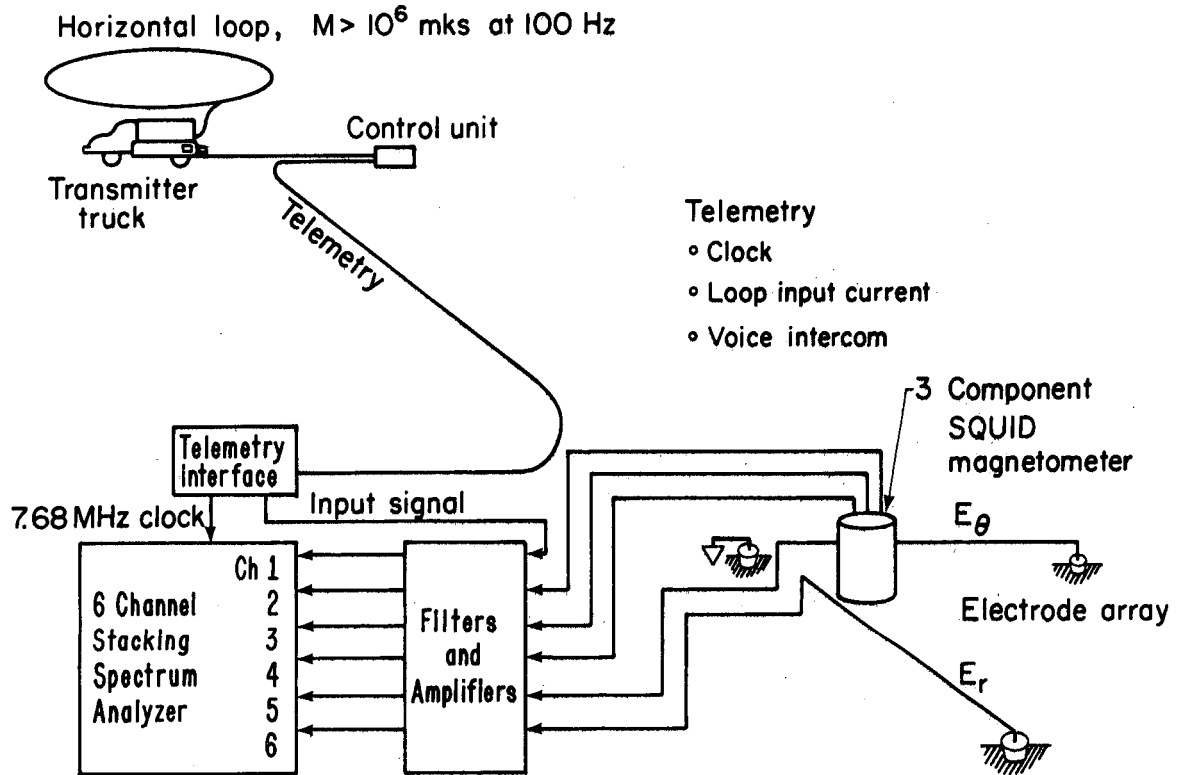 Horizontal loop, M > 10⁶ mks at 100 Hz
Control unit
Transmitter
truck
Telemetry
Telemetry
∘ Clock
∘ Loop input current
∘ Voice intercom
3 Component
SQUID
magnetometer
Telemetry
Interface
Input signal
7.68 MHz clock
E_θ
Ch 1
2
3
4
5
6
6 Channel
Stacking
Spectrum
Analyzer
Filters
and
Amplifiers
Electrode array
E_r